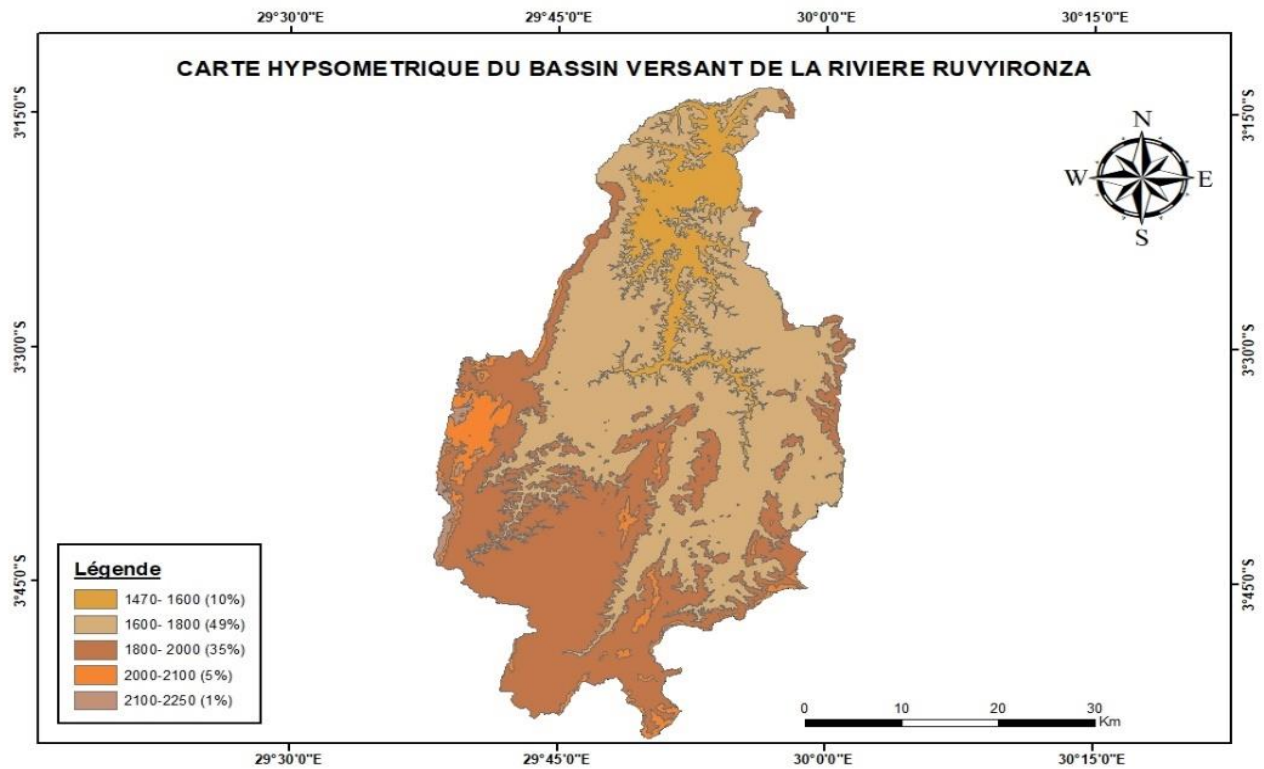 29°30'0"E 29°45'0"E 30°0'0"E 30°15'0"E
CARTE HYPSOMETRIQUE DU BASSIN VERSANT DE LA RIVIERE RUVYIRONZA
3°15'0"S 3°15'0"S
N
W E
S
3°30'0"S 3°30'0"S
3°45'0"S 3°45'0"S
Légende
1470- 1600 (10%)
1600- 1800 (49%)
1800- 2000 (35%)
2000-2100 (5%)
2100-2250 (1%)
0 10 20 30
Km
29°30'0"E 29°45'0"E 30°0'0"E 30°15'0"E